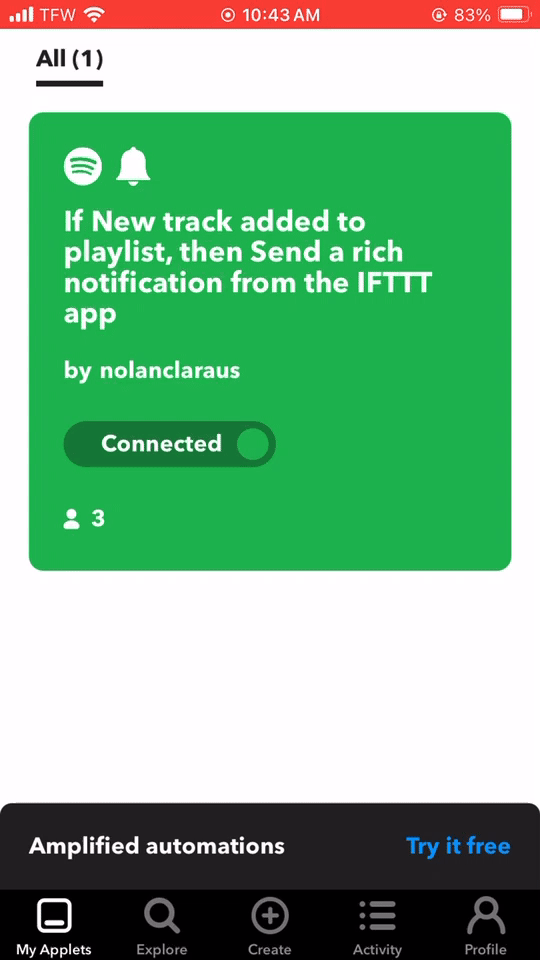 TFW 10:43 AM 83%
All (1)
If New track added to
playlist, then Send a rich
notification from the IFTTT
app
by nolanclaraus
Connected
3
Amplified automations Try it free
My Applets Explore Create Activity Profile